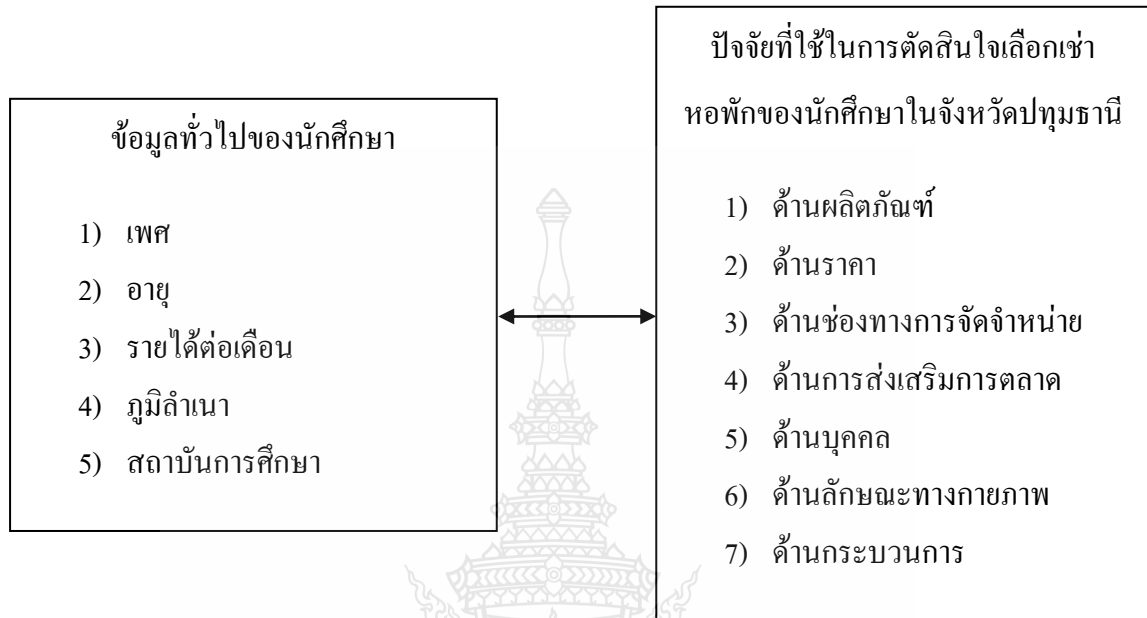 ข้อมูลทั่วไปของนักศึกษา
1) เพศ
2) อายุ
3) รายได้ต่อเดือน
4) ภูมิลำเนา
5) สถาบันการศึกษา
ปัจจัยที่ใช้ในการตัดสินใจเลือกเช่า
หอพักของนักศึกษาในจังหวัดปทุมธานี
1) ด้านผลิตภัณฑ์
2) ด้านราคา
3) ด้านช่องทางการจัดจำหน่าย
4) ด้านการส่งเสริมการตลาด
5) ด้านบุคคล
6) ด้านลักษณะทางกายภาพ
7) ด้านกระบวนการ